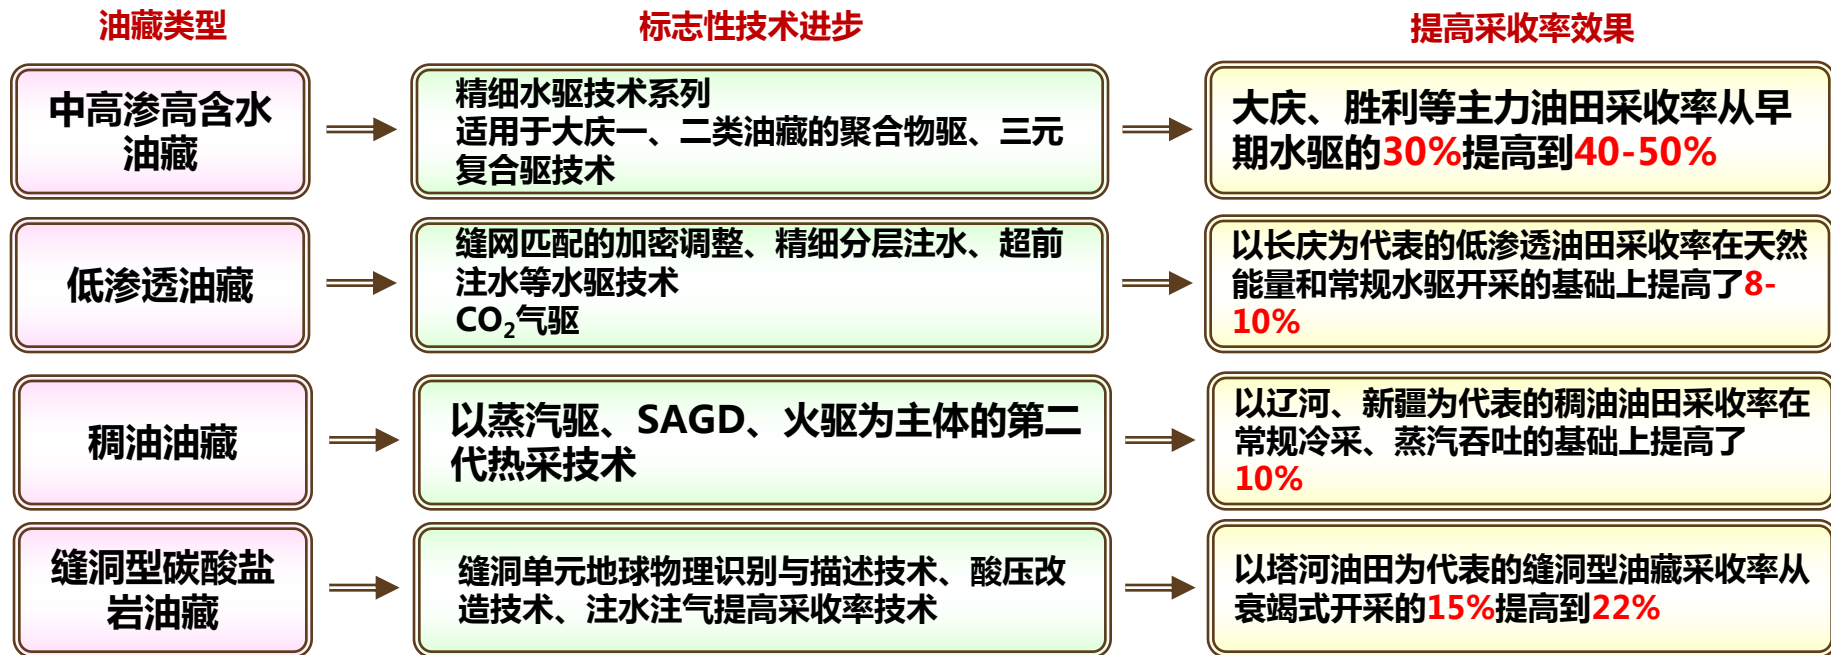 油藏类型
标志性技术进步
提高采收率效果
中高渗高含水
油藏
精细水驱技术系列
适用于大庆一、二类油藏的聚合物驱、三元
复合驱技术
大庆、胜利等主力油田采收率从早
期水驱的30%提高到40-50%
低渗透油藏
缝网匹配的加密调整、精细分层注水、超前
注水等水驱技术
CO₂气驱
以长庆为代表的低渗透油田采收率在天然
能量和常规水驱开采的基础上提高了8-
10%
稠油油藏
以蒸汽驱、SAGD、火驱为主体的第二
代热采技术
以辽河、新疆为代表的稠油油田采收率在
常规冷采、蒸汽吞吐的基础上提高了
10%
缝洞型碳酸盐
岩油藏
缝洞单元地球物理识别与描述技术、酸压改
造技术、注水注气提高采收率技术
以塔河油田为代表的缝洞型油藏采收率从
衰竭式开采的15%提高到22%